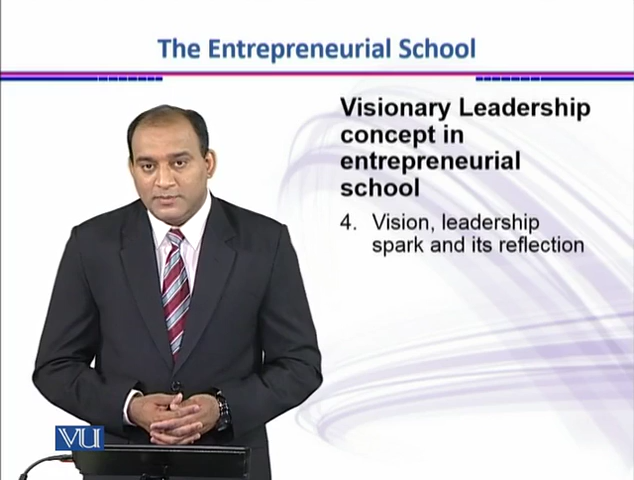 The Entrepreneurial School
Visionary Leadership
concept in
entrepreneurial
school
4. Vision, leadership
spark and its reflection
VU